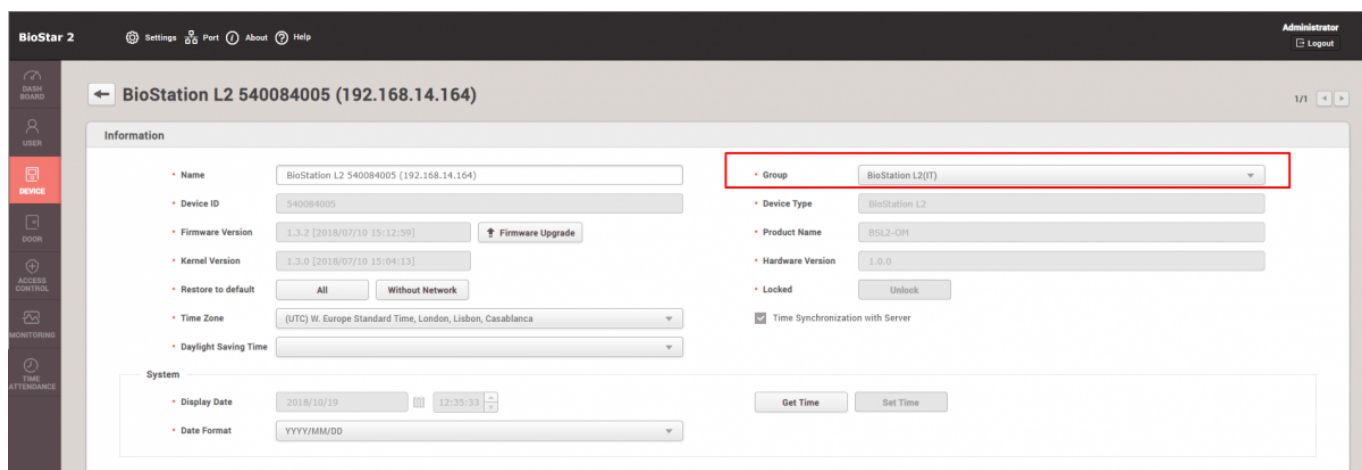 BioStar 2 Settings Port About Help Administrator
Logout
DASH
BOARD
USER
DEVICE
DOOR
ACCESS
CONTROL
MONITORING
TIME
ATTENDANCE
BioStation L2 540084005 (192.168.14.164) 1/1
Information
Name BioStation L2 540084005 (192.168.14.164) Group BioStation L2(IT)
Device ID 540084005 Device Type BioStation L2
Firmware Version 1.3.2 [2018/07/10 15:12:59] Firmware Upgrade Product Name BSL2-OM
Kernel Version 1.3.0 [2018/07/10 15:04:13] Hardware Version 1.0.0
Restore to default All Without Network Locked Unlock
Time Zone (UTC) W. Europe Standard Time, London, Lisbon, Casablanca Time Synchronization with Server
Daylight Saving Time
System
Display Date 2018/10/19 12:35:33 Get Time Set Time
Date Format YYYY/MM/DD